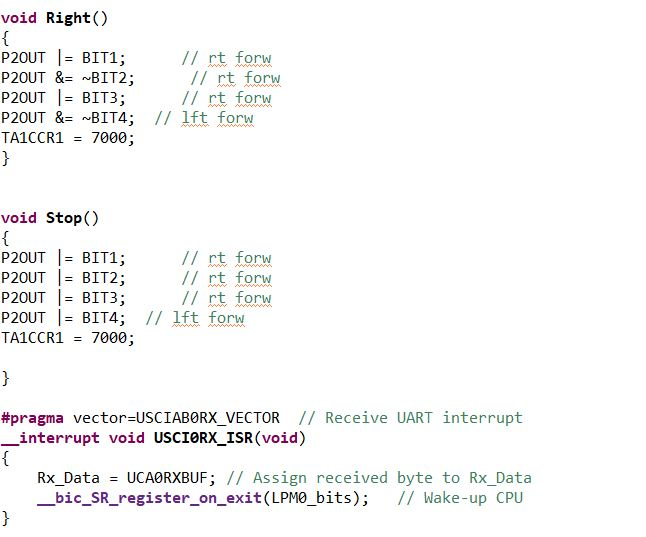 void Right()
{
P2OUT |= BIT1;      // rt forw
P2OUT &= ~BIT2;      // rt forw
P2OUT |= BIT3;      // rt forw
P2OUT &= ~BIT4;  // lft forw
TA1CCR1 = 7000;
}
void Stop()
{
P2OUT |= BIT1;      // rt forw
P2OUT |= BIT2;      // rt forw
P2OUT |= BIT3;      // rt forw
P2OUT |= BIT4;  // lft forw
TA1CCR1 = 7000;
}
#pragma vector=USCIAB0RX_VECTOR  // Receive UART interrupt
__interrupt void USCI0RX_ISR(void)
{
    Rx_Data = UCA0RXBUF; // Assign received byte to Rx_Data
    __bic_SR_register_on_exit(LPM0_bits);   // Wake-up CPU
}